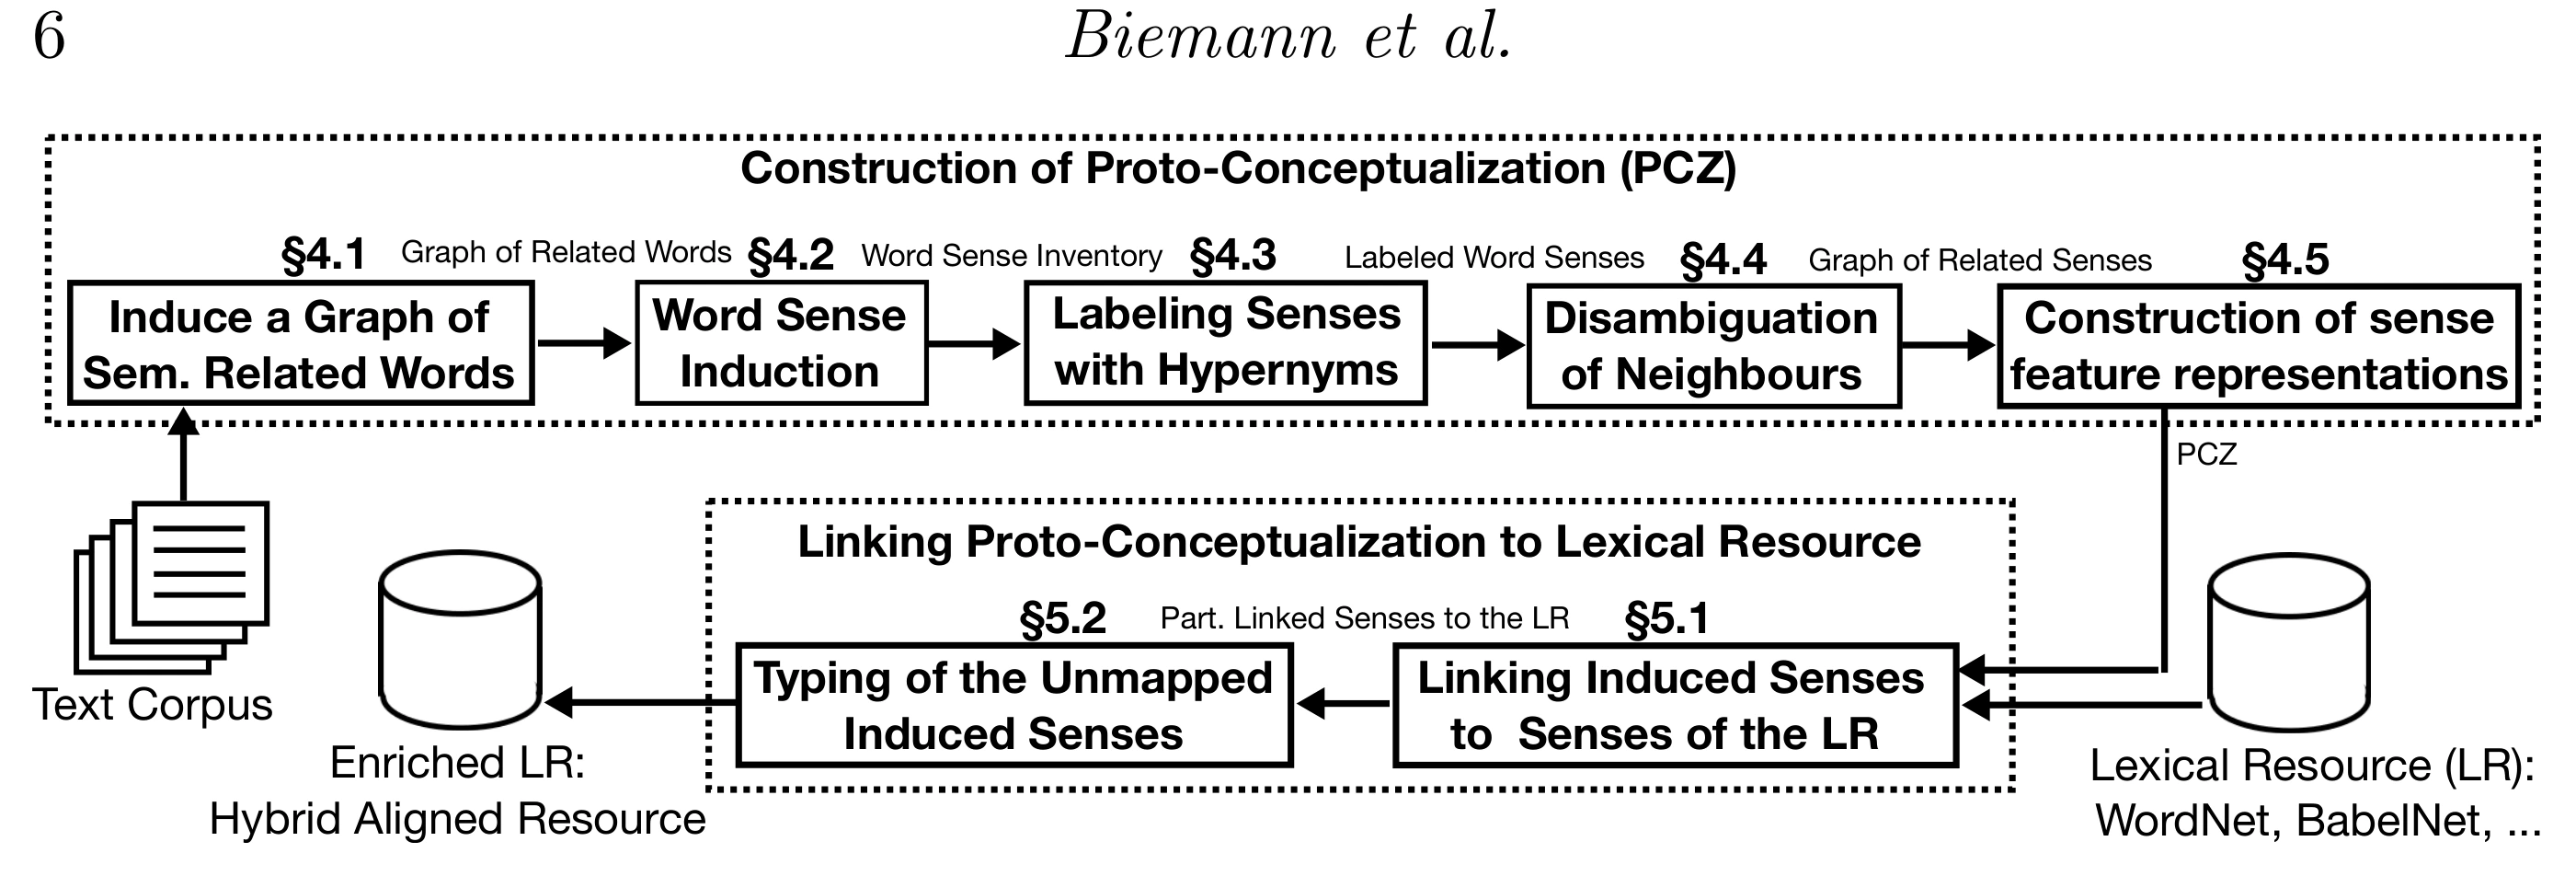 6
Biemann et al.
Construction of Proto-Conceptualization (PCZ)
§4.1 Graph of Related Words §4.2 Word Sense Inventory §4.3 Labeled Word Senses §4.4 Graph of Related Senses §4.5
Induce a Graph of
Sem. Related Words
Word Sense
Induction
Labeling Senses
with Hypernyms
Disambiguation
of Neighbours
Construction of sense
feature representations
PCZ
Text Corpus
Linking Proto-Conceptualization to Lexical Resource
§5.2 Part. Linked Senses to the LR §5.1
Typing of the Unmapped
Induced Senses
Linking Induced Senses
to Senses of the LR
Enriched LR:
Hybrid Aligned Resource
Lexical Resource (LR):
WordNet, BabelNet, ...